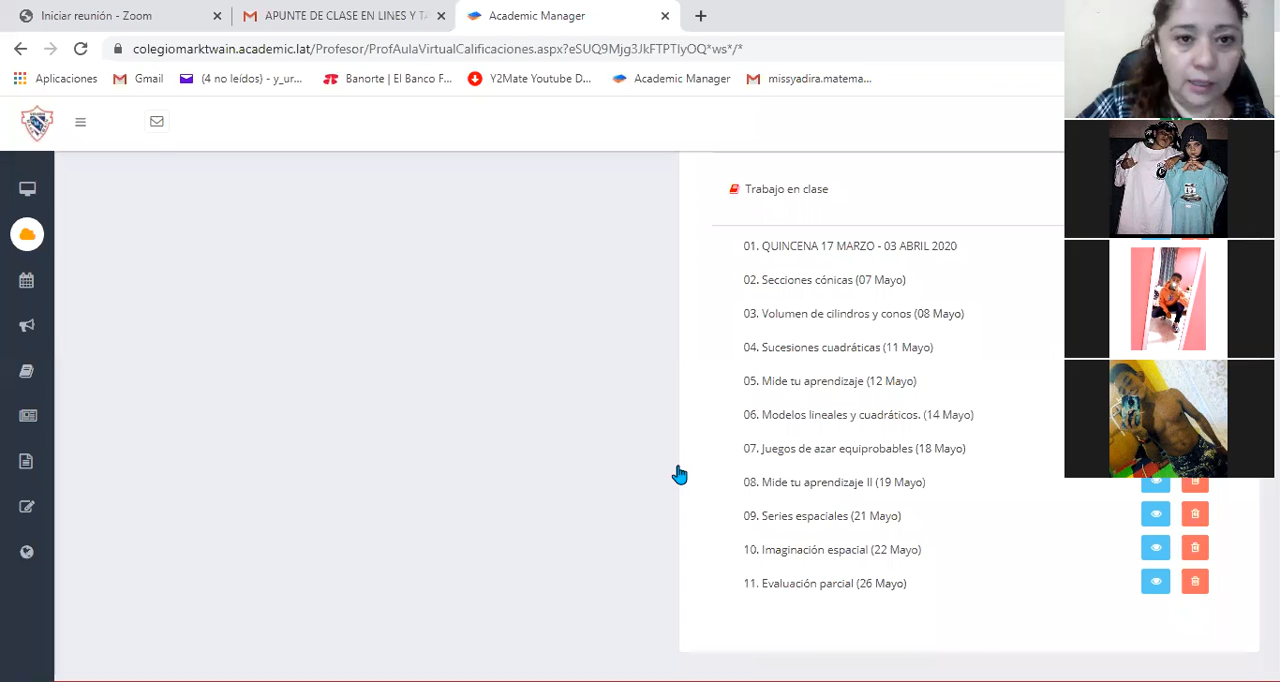 Iniciar reunión - Zoom
APUNTE DE CLASE EN LINES Y TA
Academic Manager
colegiomarktwain.academic.lat/Profesor/ProfAulaVirtualCalificaciones.aspx?eSUQ9Mjg3JkFTPTIyOQ*ws*/*
Aplicaciones
Gmail
(4 no leídos) - y_ur...
Banorte | El Banco F...
Y2Mate Youtube D...
Academic Manager
missyadira.matema...
Trabajo en clase
01. QUINCENA 17 MARZO - 03 ABRIL 2020
02. Secciones cónicas (07 Mayo)
03. Volumen de cilindros y conos (08 Mayo)
04. Sucesiones cuadráticas (11 Mayo)
05. Mide tu aprendizaje (12 Mayo)
06. Modelos lineales y cuadráticos. (14 Mayo)
07. Juegos de azar equiprobables (18 Mayo)
08. Mide tu aprendizaje II (19 Mayo)
09. Series espaciales (21 Mayo)
10. Imaginación espacial (22 Mayo)
11. Evaluación parcial (26 Mayo)